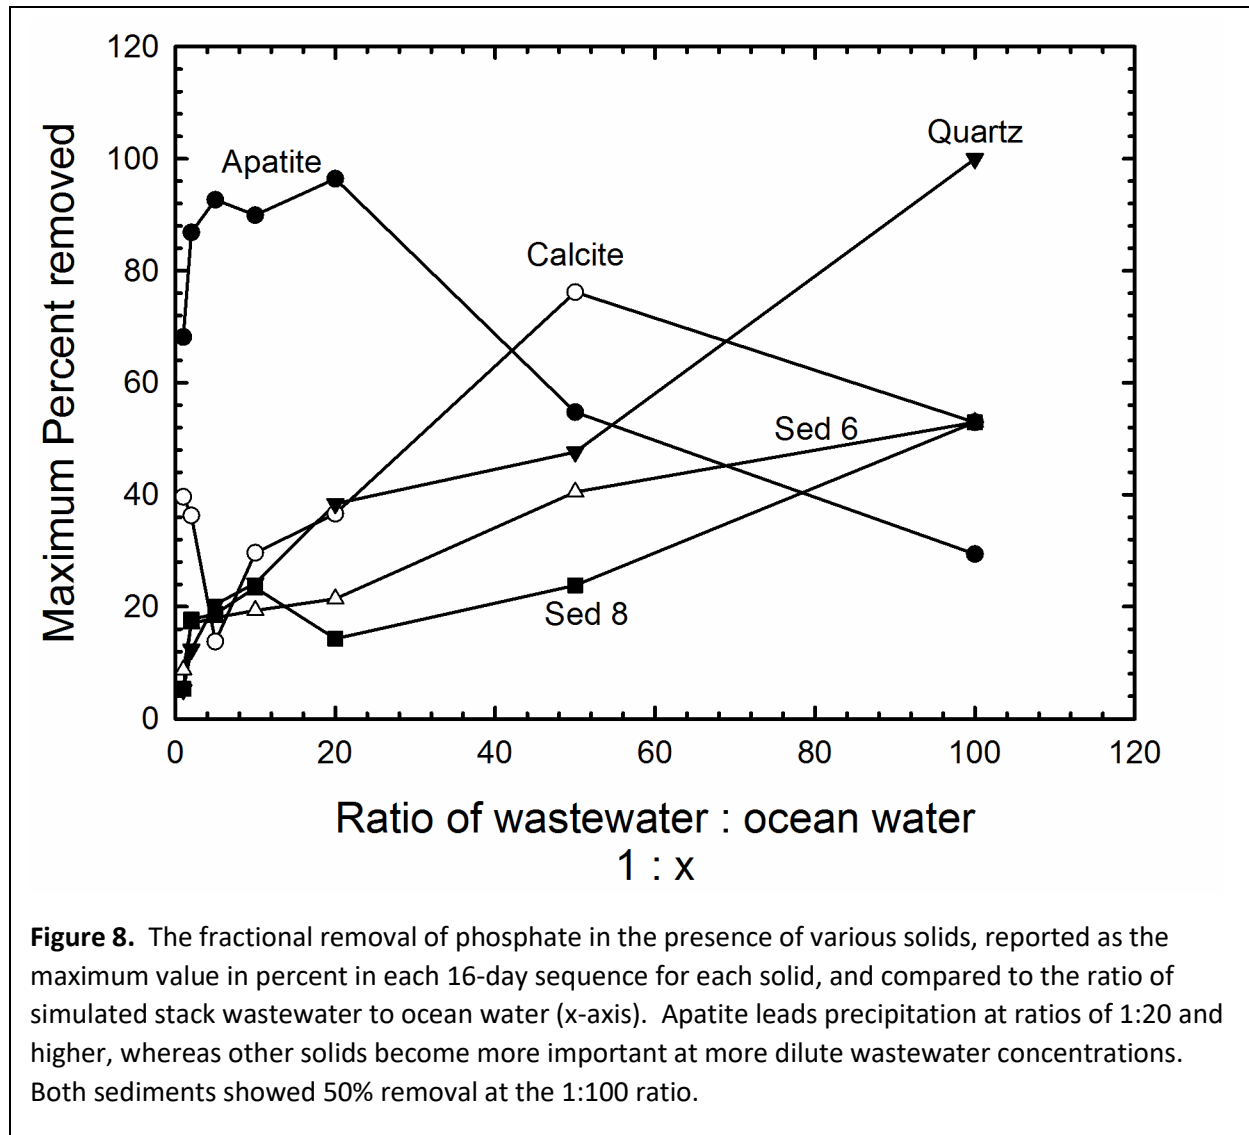 120
100
80
60
40
20
0
Maximum Percent removed
Apatite
Quartz
Calcite
Sed 6
Sed 8
0 20 40 60 80 100 120
Ratio of wastewater : ocean water
1 : x
Figure 8. The fractional removal of phosphate in the presence of various solids, reported as the
maximum value in percent in each 16-day sequence for each solid, and compared to the ratio of
simulated stack wastewater to ocean water (x-axis). Apatite leads precipitation at ratios of 1:20 and
higher, whereas other solids become more important at more dilute wastewater concentrations.
Both sediments showed 50% removal at the 1:100 ratio.